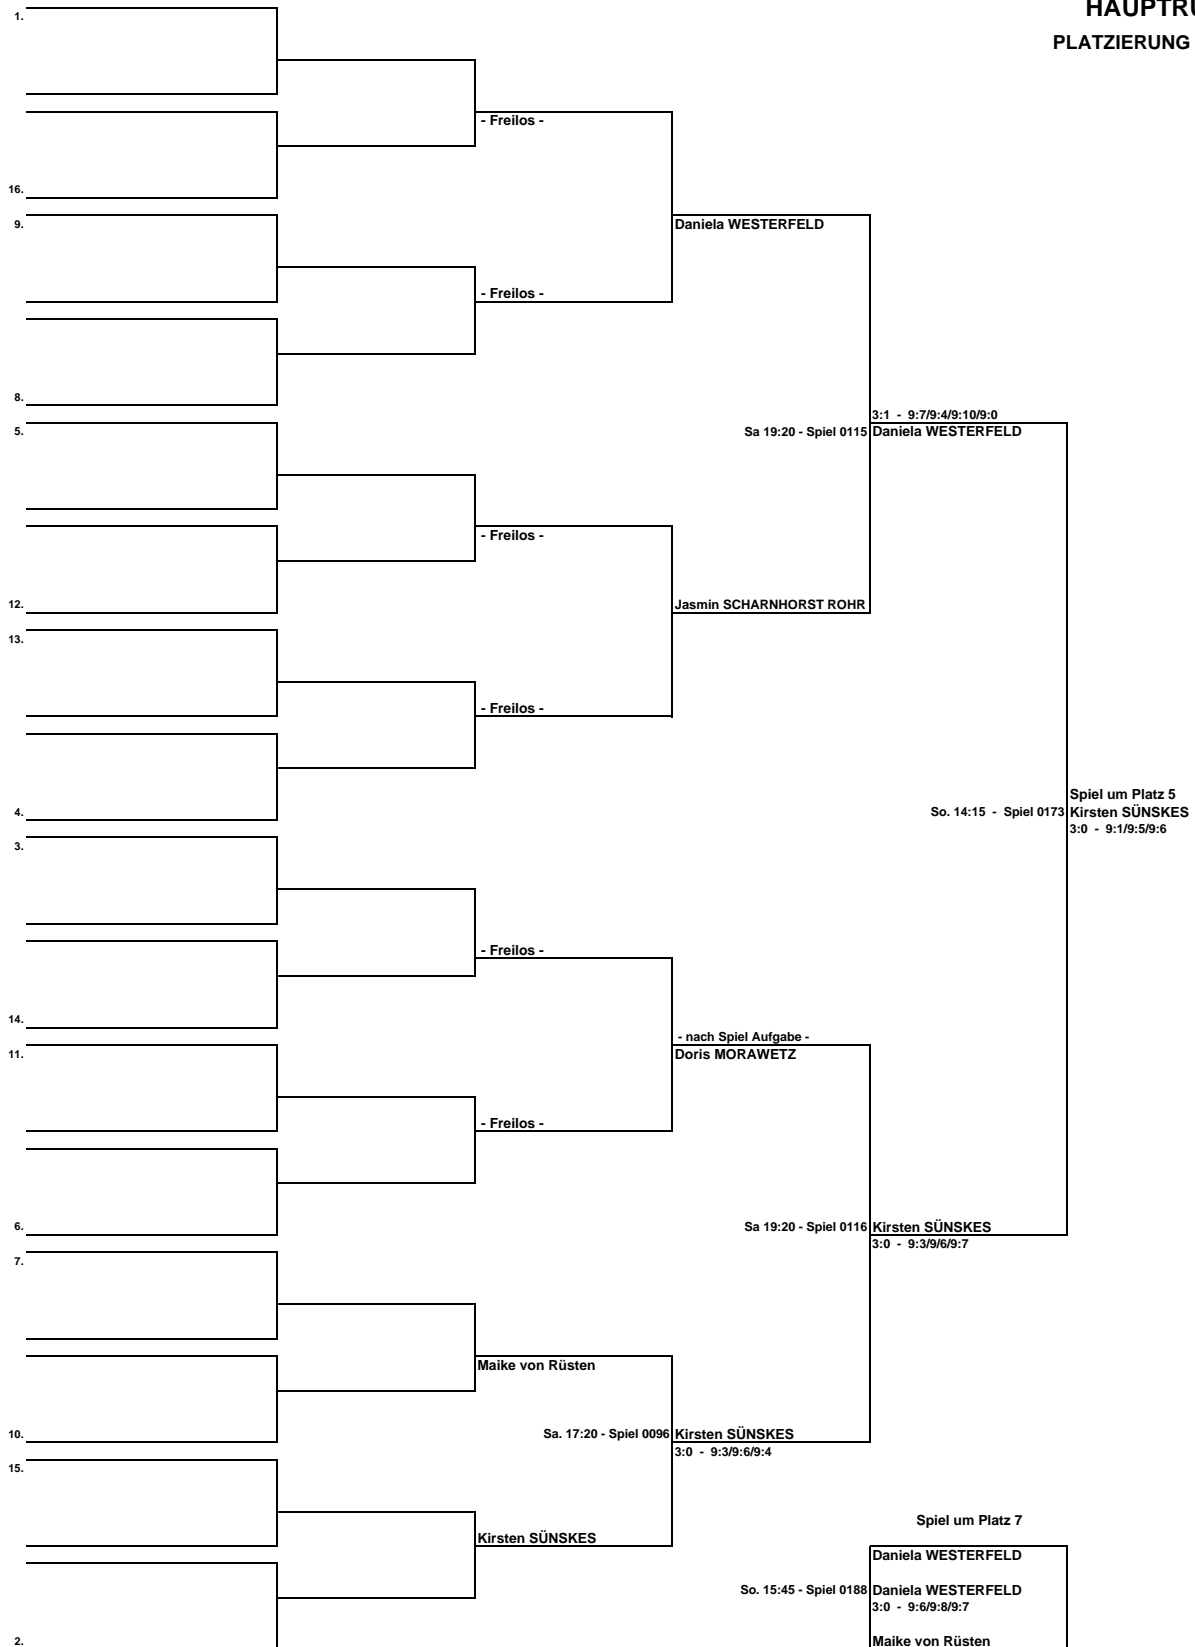 HAUPTRU
PLATZIERUNG
1.
- Freilos -
16.
9.
Daniela WESTERFELD
- Freilos -
8.
3:1 - 9:7/9:4/9:10/9:0
5.
Sa 19:20 - Spiel 0115 Daniela WESTERFELD
- Freilos -
12.
Jasmin SCHARNHORST ROHR
13.
- Freilos -
Spiel um Platz 5
4.
So. 14:15 - Spiel 0173 Kirsten SÜNSKES
3:0 - 9:1/9:5/9:6
3.
- Freilos -
14.
- nach Spiel Aufgabe -
11.
Doris MORAWETZ
- Freilos -
6.
Sa 19:20 - Spiel 0116 Kirsten SÜNSKES
3:0 - 9:3/9/6/9:7
7.
Maike von Rüsten
10.
Sa. 17:20 - Spiel 0096 Kirsten SÜNSKES
3:0 - 9:3/9:6/9:4
15.
Spiel um Platz 7
Kirsten SÜNSKES
Daniela WESTERFELD
So. 15:45 - Spiel 0188 Daniela WESTERFELD
3:0 - 9:6/9:8/9:7
2.
Maike von Rüsten